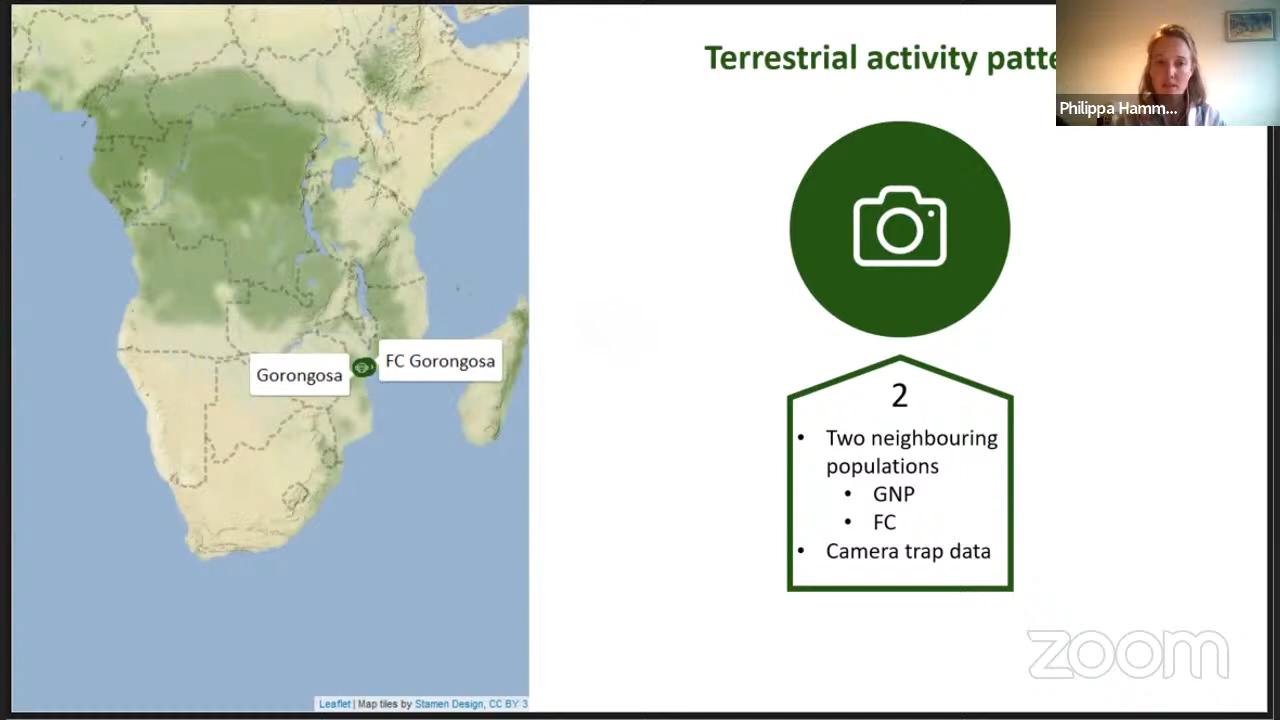 Terrestrial activity patte
Philippa Hamm...
Gorongosa
FC Gorongosa
2
• Two neighbouring
populations
• GNP
• FC
• Camera trap data
zoom
Leaflet | Map tiles by Stamen Design, CC BY 3